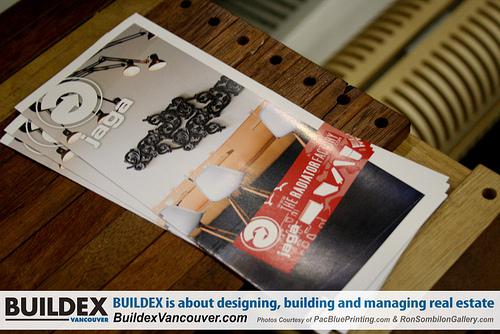 jaga
THE RADIATOR FACTORY
jaga
BUILDEX
VANCOUVER
BUILDEX is about designing, building and managing real estate
BuildexVancouver.com
Photos Courtesy of PacBluePrinting.com & RonSombilonGallery.com